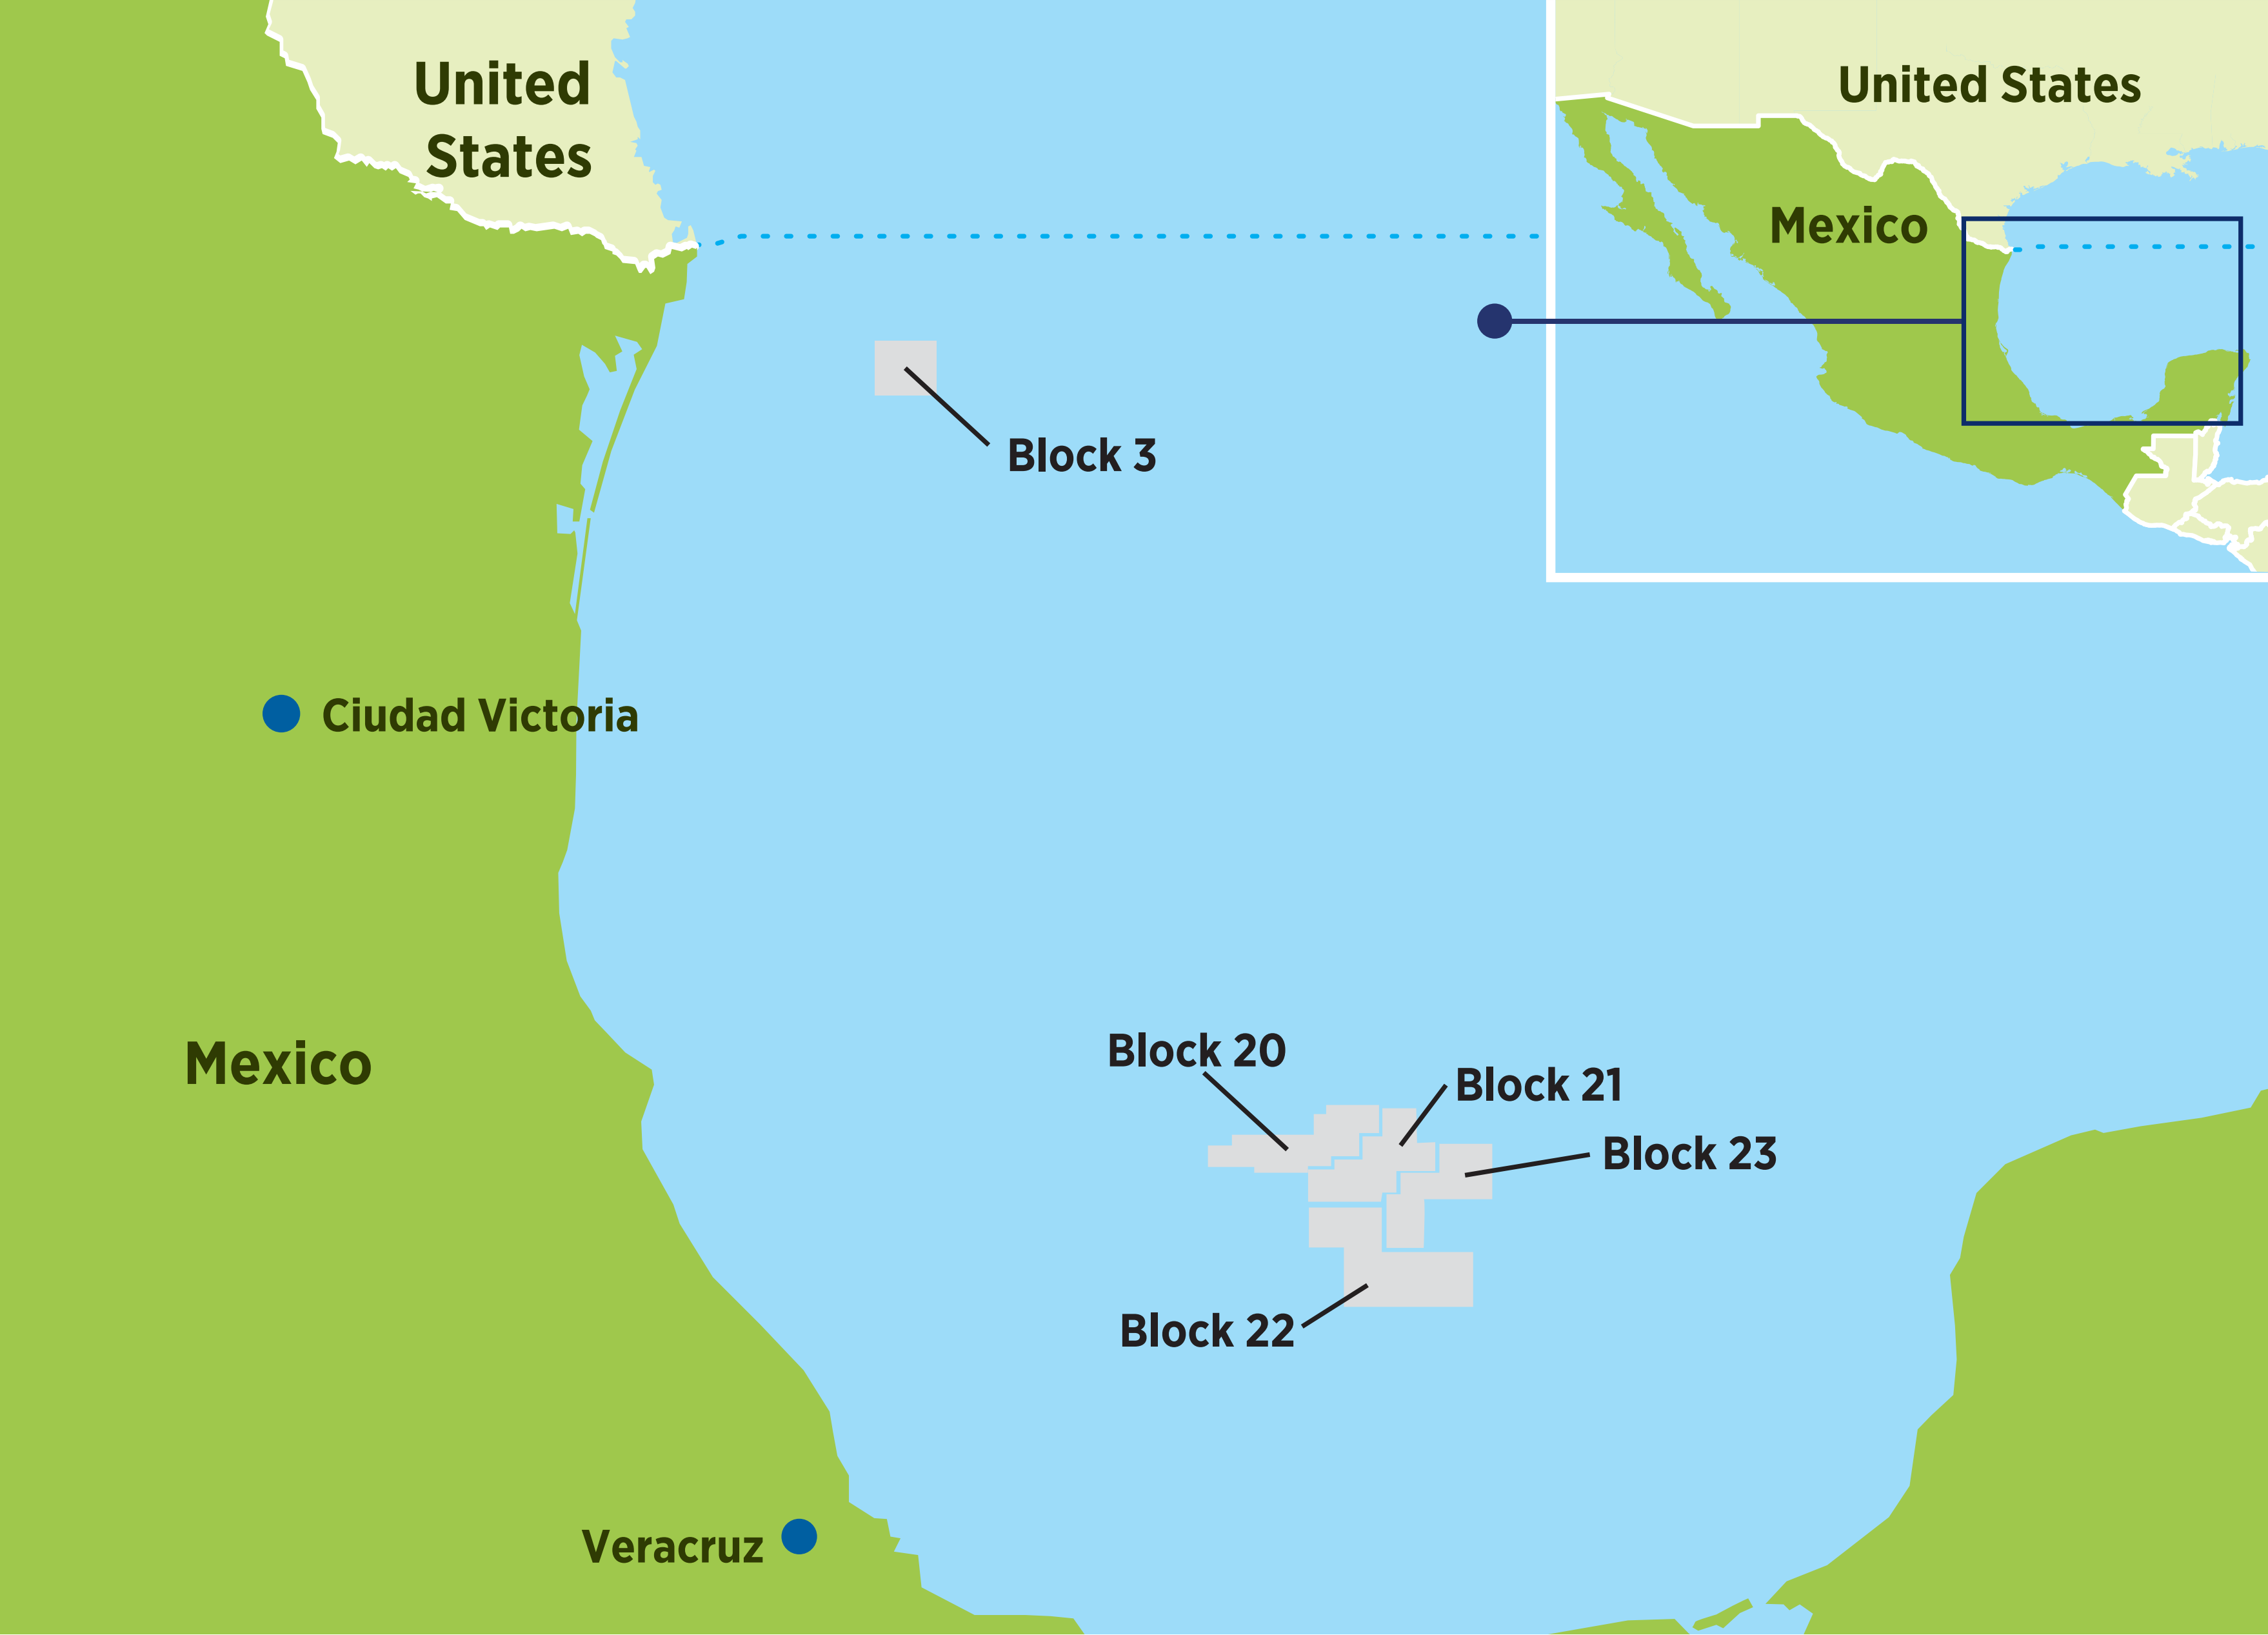 United
States
United States
Mexico
Block 3
Ciudad Victoria
Mexico
Block 20
Block 21
Block 23
Block 22
Veracruz